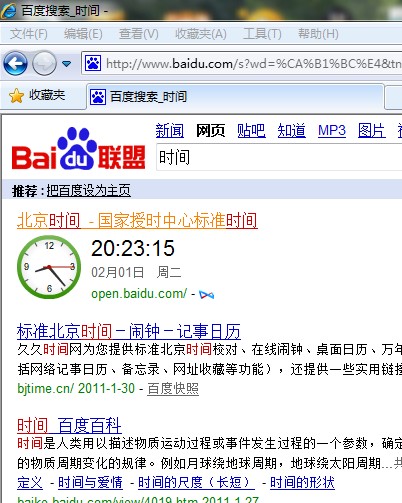 百度搜索_时间 -
文件(F) 编辑(E) 查看(V) 收藏夹(A) 工具(T) 帮助(H)
http://www.baidu.com/s?wd=%CA%B1%BC%E4&tn
收藏夹 百度搜索_时间
新闻 网页 贴吧 知道 MP3 图片
Bai du 联盟 时间
推荐 : 把百度设为主页
北京时间 - 国家授时中心标准时间
12 3 6 9
20:23:15
02月01日 周二
open.baidu.com/ -
标准北京时间－闹钟－记事日历
久久时间网为您提供标准北京时间校对、在线闹钟、桌面日历、万年
括网络记事日历、备忘录、网址收藏等功能），还提供一些实用链接
bjtime.cn/ 2011-1-30 - 百度快照
时间_百度百科
时间是人类用以描述物质运动过程或事件发生过程的一个参数，确定
的物质周期变化的规律。例如月球绕地球周期，地球绕太阳周期...共
定义 - 时间与爱情 - 时间的尺度（长短） - 时间的形状
baike.baidu.com/view/4019.htm 2011-1-27